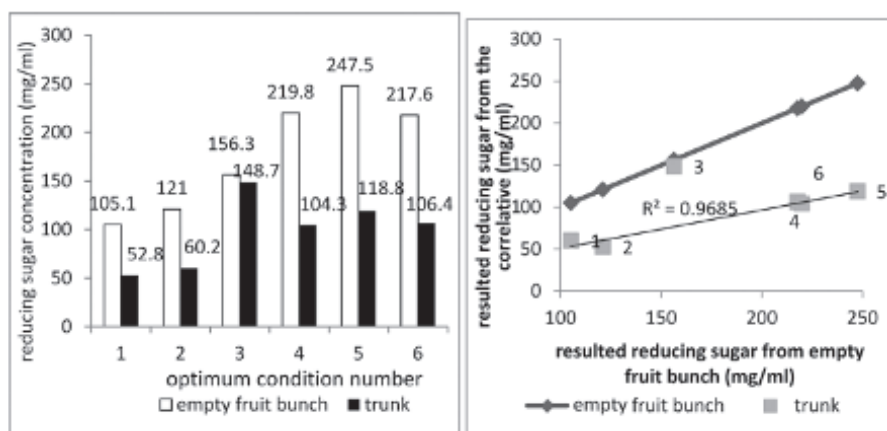 reducing sugar concentration (mg/ml)
300
250
200
150
100
50
0
105.1
52.8
121
60.2
156.3
148.7
219.8
104.3
247.5
118.8
217.6
106.4
1 2 3 4 5 6
optimum condition number
empty fruit bunch trunk
resulted reducing sugar from the
correlative (mg/ml)
300
250
200
150
100
50
0
1
2
3
4
5
6
R² = 0.9685
100 150 200 250
resulted reducing sugar from empty
fruit bunch (mg/ml)
empty fruit bunch trunk